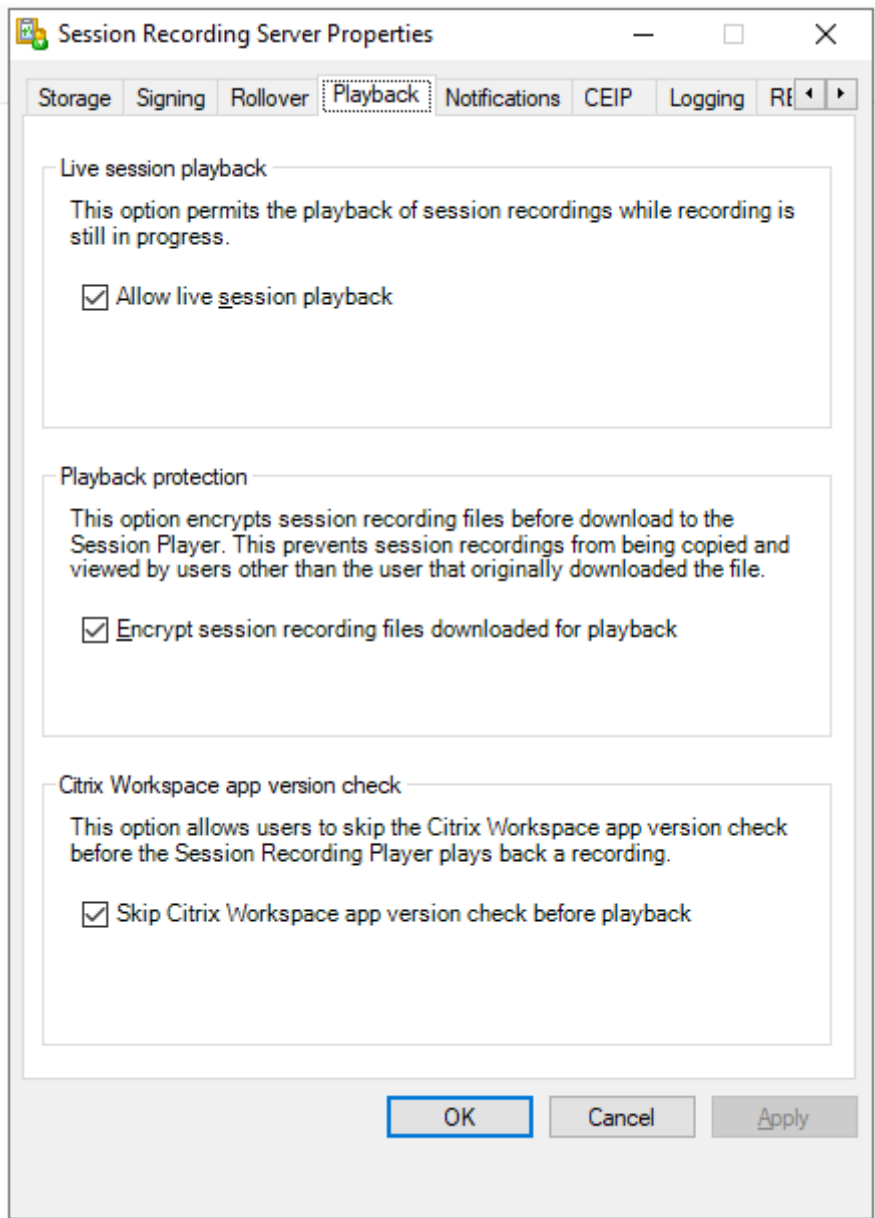 Session Recording Server Properties
Storage Signing Rollover Playback Notifications CEIP Logging
Live session playback
This option permits the playback of session recordings while recording is
still in progress.
Allow live session playback
Playback protection
This option encrypts session recording files before download to the
Session Player. This prevents session recordings from being copied and
viewed by users other than the user that originally downloaded the file.
Encrypt session recording files downloaded for playback
Citrix Workspace app version check
This option allows users to skip the Citrix Workspace app version check
before the Session Recording Player plays back a recording.
Skip Citrix Workspace app version check before playback
OK Cancel Apply